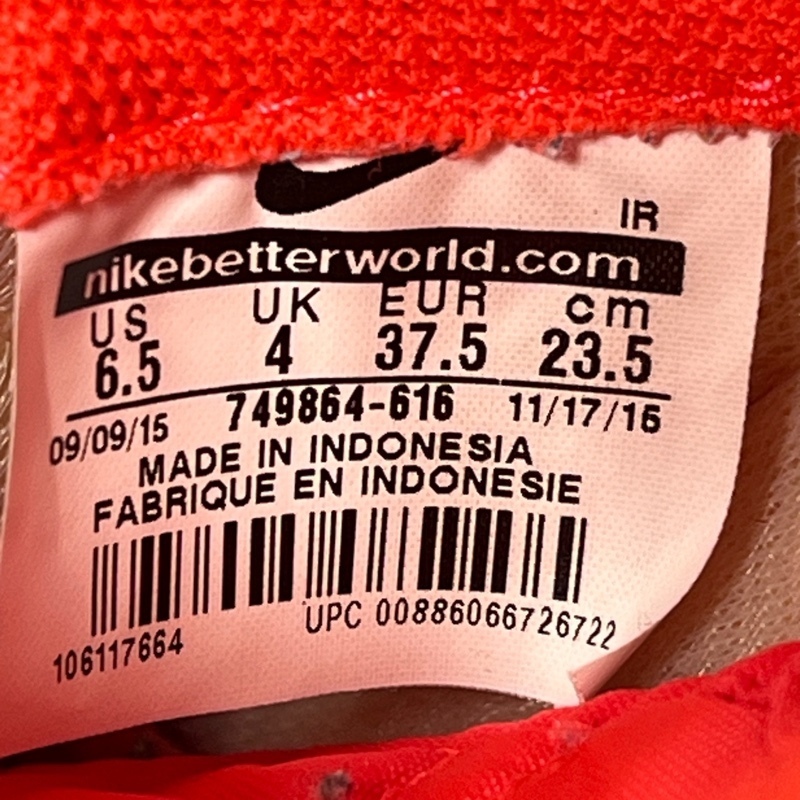 IR
nikebetterworld.com
US UK EUR cm
6.5 4 37.5 23.5
09/09/15 749864-616 11/17/15
MADE IN INDONESIA
FABRIQUE EN INDONESIE
106117664 UPC 00886066726722